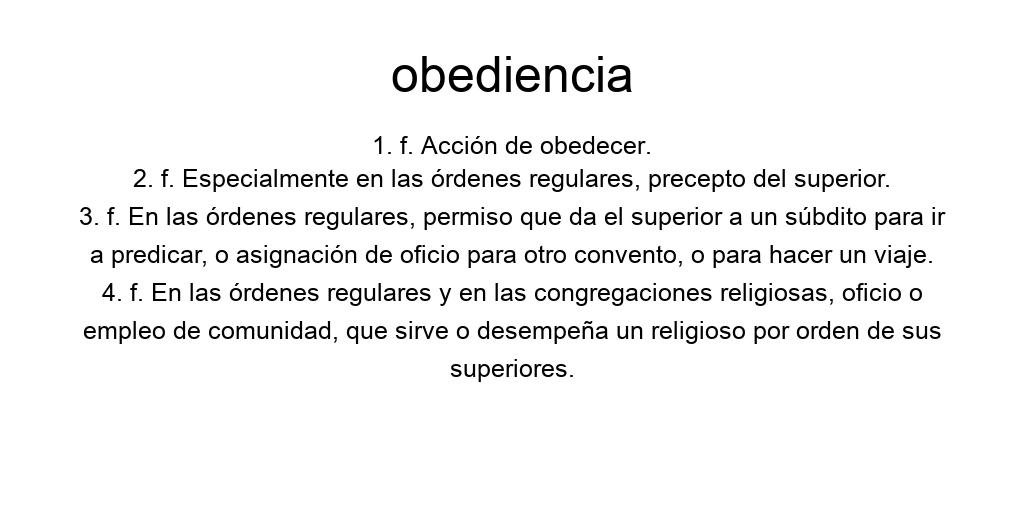 obediencia
1. f. Acción de obedecer.
2. f. Especialmente en las órdenes regulares, precepto del superior.
3. f. En las órdenes regulares, permiso que da el superior a un súbdito para ir
a predicar, o asignación de oficio para otro convento, o para hacer un viaje.
4. f. En las órdenes regulares y en las congregaciones religiosas, oficio o
empleo de comunidad, que sirve o desempeña un religioso por orden de sus
superiores.